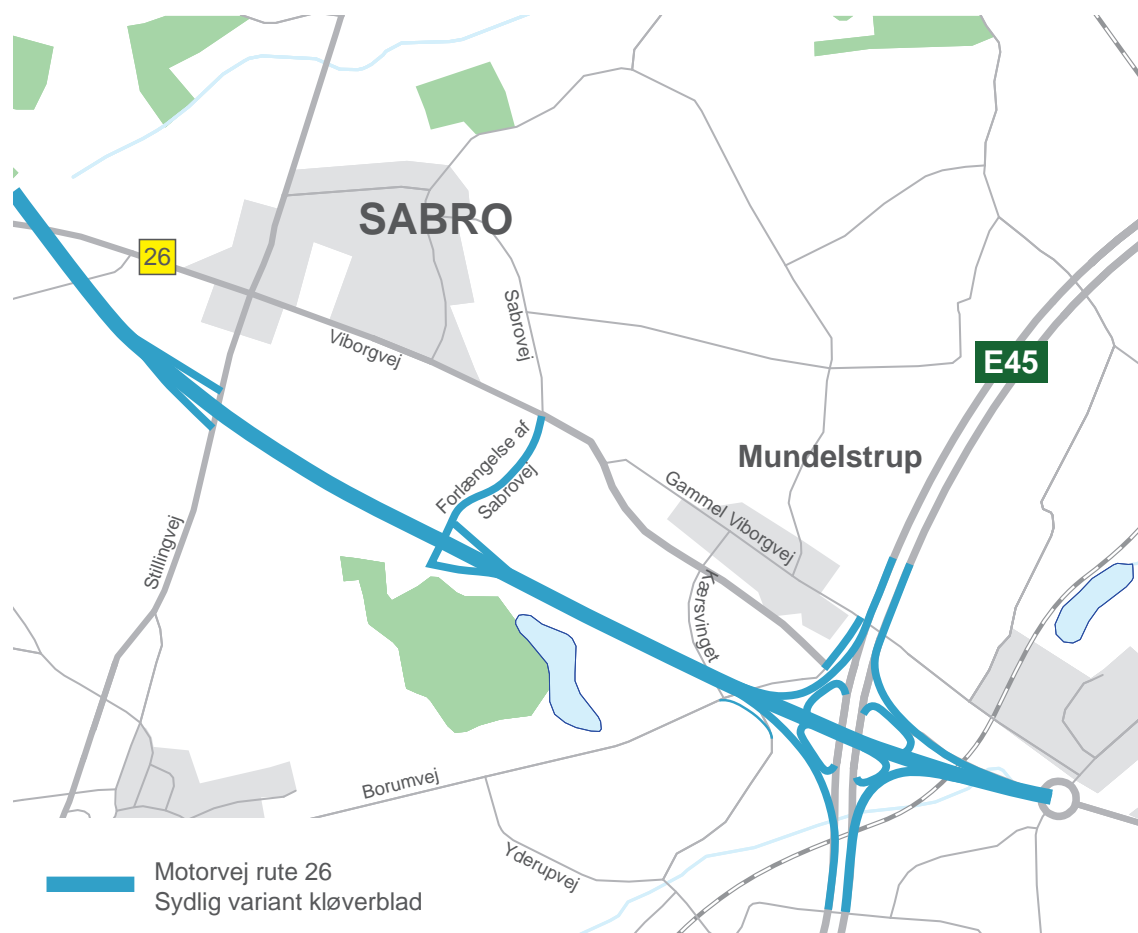 SABRO
26
Sabrovej
Viborgvej
E45
Forlængelse af
Sabrovej
Mundelstrup
Gammel Viborgvej
Stillingvej
Kærsvinget
Borumvej
Yderupvej
Motorvej rute 26
Sydlig variant kløverblad